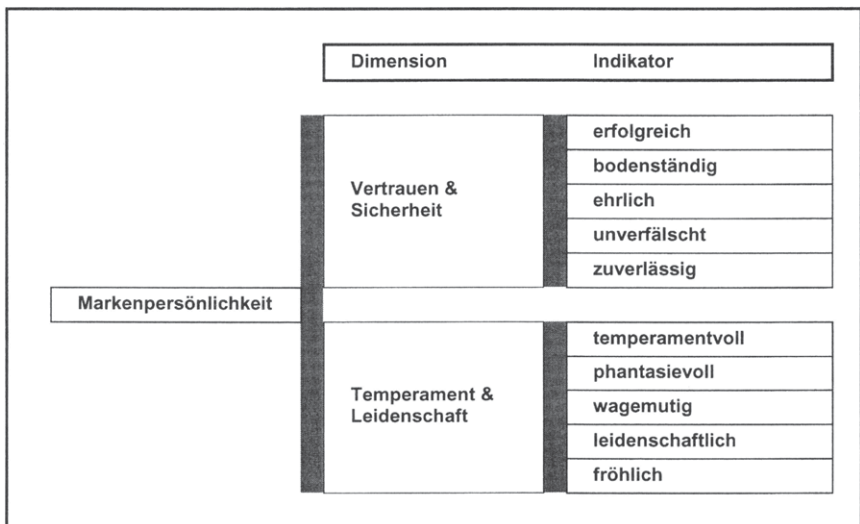 Dimension Indikator
erfolgreich
bodenständig
Vertrauen &
Sicherheit
ehrlich
unverfälscht
zuverlässig
Markenpersönlichkeit
temperamentvoll
phantasievoll
Temperament &
Leidenschaft
wagemutig
leidenschaftlich
fröhlich